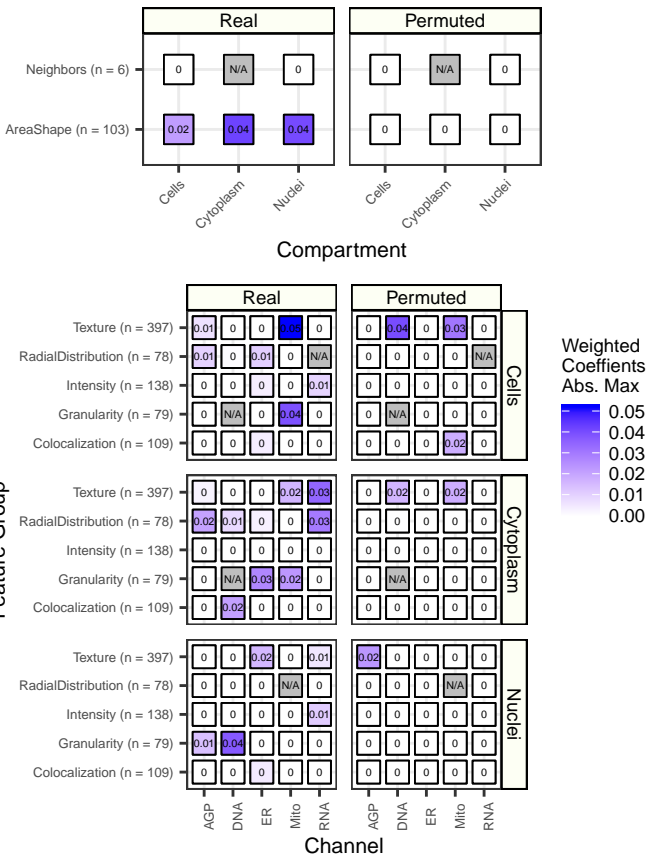 Real Permuted
Neighbors (n = 6) 0 N/A 0 0 N/A 0
AreaShape (n = 103) 0.02 0.04 0.04 0 0 0
Cells Cytoplasm Nuclei Cells Cytoplasm Nuclei
Compartment
Real Permuted
Texture (n = 397) 0.01 0 0 0.05 0 0 0.04 0 0.03 0
RadialDistribution (n = 78) 0.01 0 0.01 0 N/A 0 0 0 0 N/A
Intensity (n = 138) 0 0 0 0 0.01 0 0 0 0 0
Granularity (n = 79) 0 N/A 0 0.04 0 0 N/A 0 0 0
Colocalization (n = 109) 0 0 0 0 0 0 0 0 0.02 0
Cells
Texture (n = 397) 0 0 0 0.02 0.03 0 0.02 0 0.02 0
RadialDistribution (n = 78) 0.02 0.01 0 0 0.03 0 0 0 0 0
Intensity (n = 138) 0 0 0 0 0 0 0 0 0 0
Granularity (n = 79) 0 N/A 0.03 0.02 0 0 N/A 0 0 0
Colocalization (n = 109) 0 0.02 0 0 0 0 0 0 0 0
Cytoplasm
Texture (n = 397) 0 0 0.02 0 0.01 0.02 0 0 0 0
RadialDistribution (n = 78) 0 0 0 N/A 0 0 0 0 N/A 0
Intensity (n = 138) 0 0 0 0 0.01 0 0 0 0 0
Granularity (n = 79) 0.01 0.04 0 0 0 0 0 0 0 0
Colocalization (n = 109) 0 0 0 0 0 0 0 0 0 0
Nuclei
AGP DNA ER Mito RNA AGP DNA ER Mito RNA
Channel
Feature Group
Weighted
Coeffients
Abs. Max
0.05
0.04
0.03
0.02
0.01
0.00